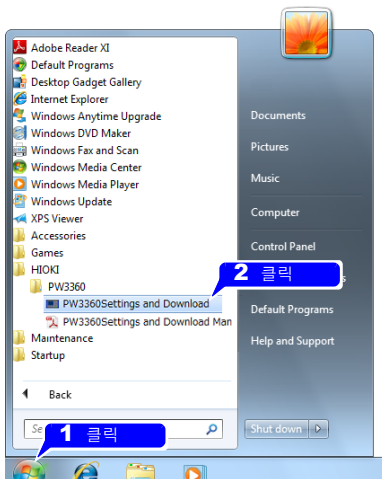 Adobe Reader XI
Default Programs
Desktop Gadget Gallery
Internet Explorer
Windows Anytime Upgrade
Windows DVD Maker
Windows Fax and Scan
Windows Media Center
Windows Media Player
Windows Update
XPS Viewer
Accessories
Games
HIOKI
PW3360
PW3360Settings and Download
PW3360Settings and Download Man
Maintenance
Startup
Back
1 클릭
Documents
Pictures
Music
Computer
Control Panel
2 클릭
Default Programs
Help and Support
Shut down